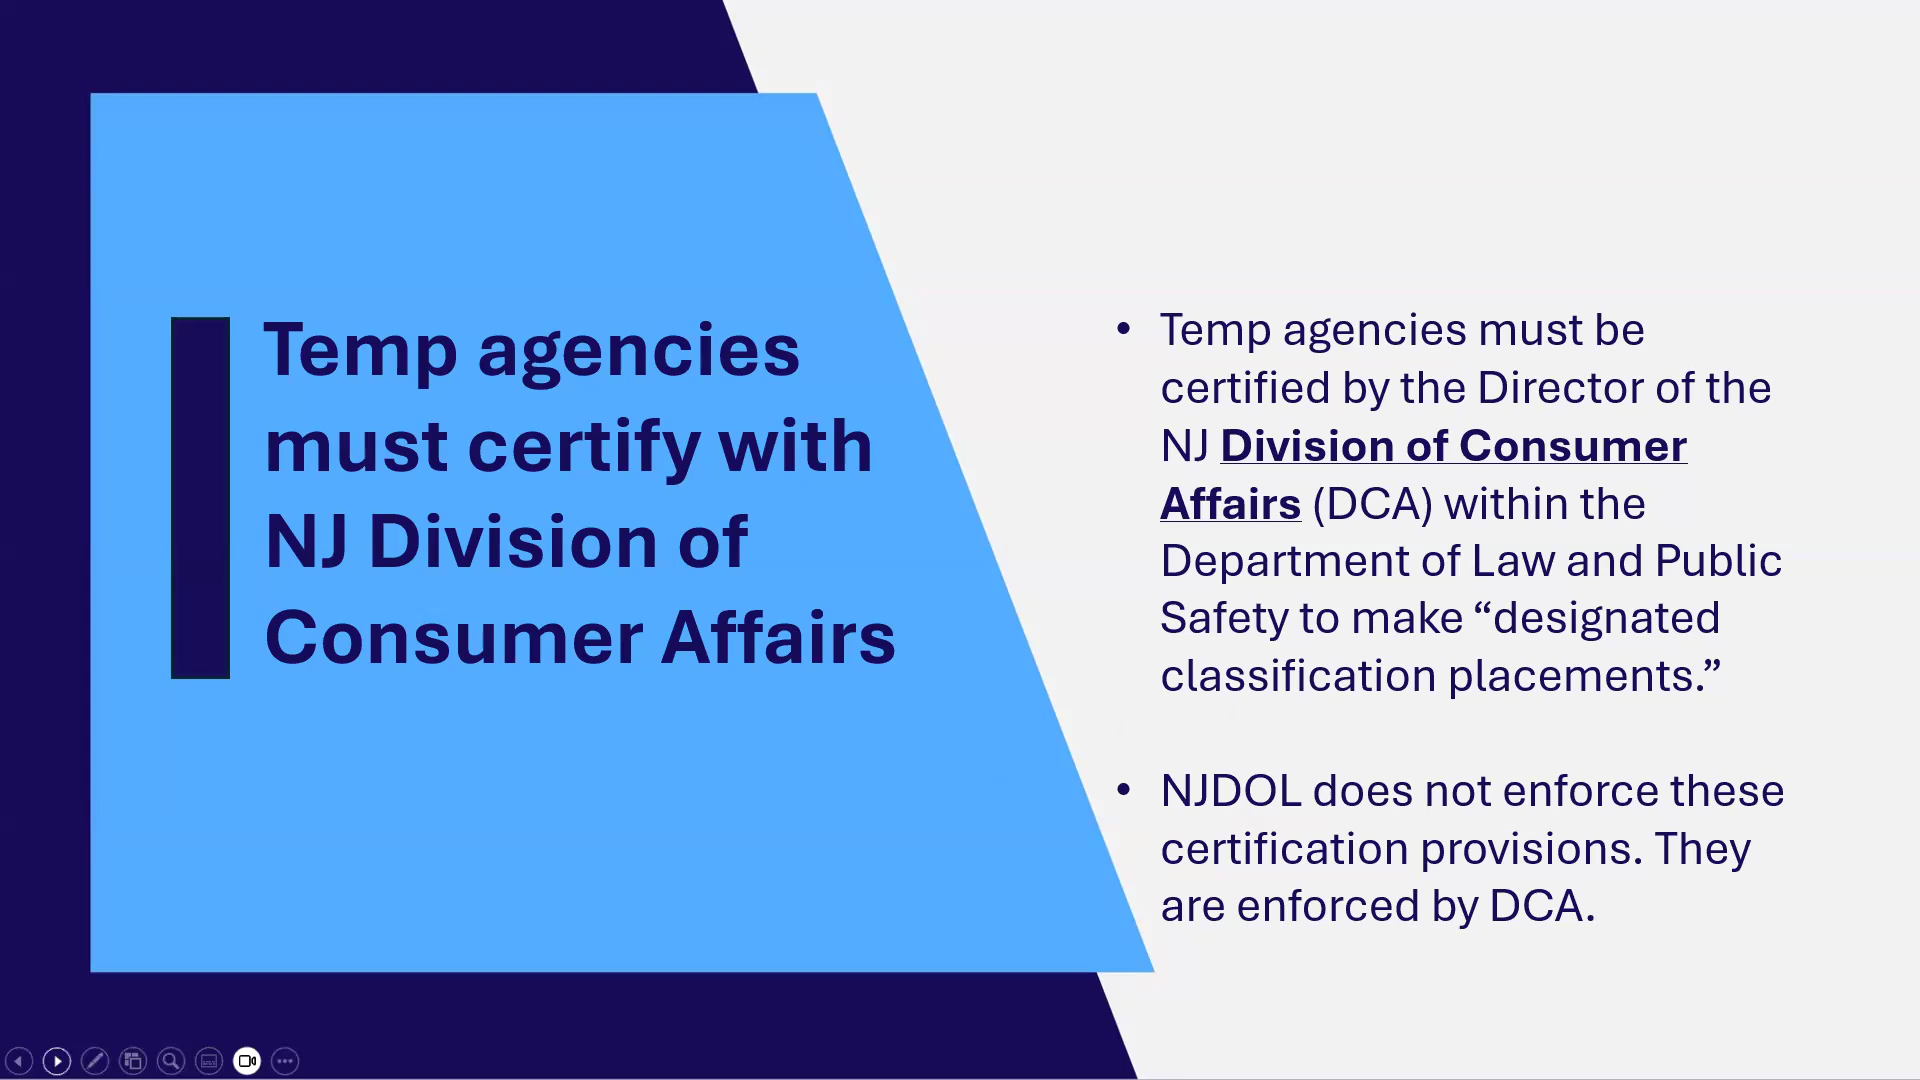 Temp agencies
must certify with
NJ Division of
Consumer Affairs
• Temp agencies must be
certified by the Director of the
NJ Division of Consumer
Affairs (DCA) within the
Department of Law and Public
Safety to make “designated
classification placements.”
• NJDOL does not enforce these
certification provisions. They
are enforced by DCA.